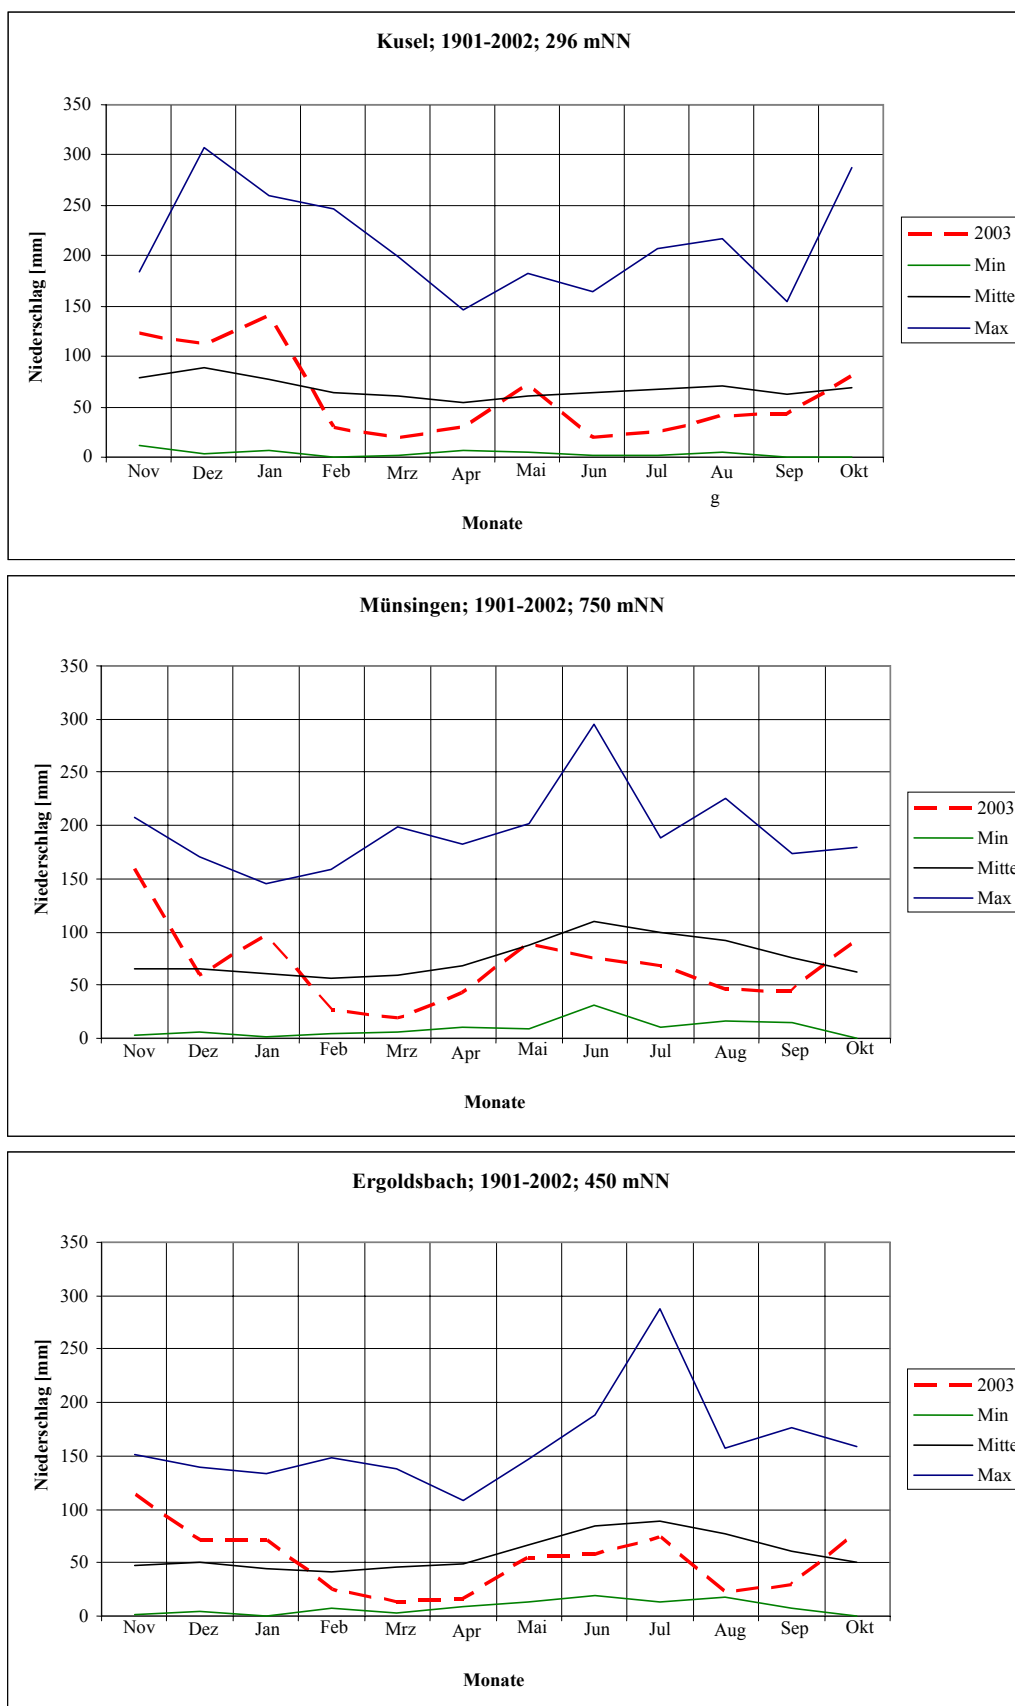 Kusel; 1901-2002; 296 mNN
350
300
250
200
150
100
50
0
Niederschlag [mm]
Nov Dez Jan Feb Mrz Apr Mai Jun Jul Au Sep Okt
g
Monate
2003
Min
Mitte
Max
Münsingen; 1901-2002; 750 mNN
350
300
250
200
150
100
50
0
Niederschlag [mm]
Nov Dez Jan Feb Mrz Apr Mai Jun Jul Aug Sep Okt
Monate
2003
Min
Mitte
Max
Ergoldsbach; 1901-2002; 450 mNN
350
300
250
200
150
100
50
0
Niederschlag [mm]
Nov Dez Jan Feb Mrz Apr Mai Jun Jul Aug Sep Okt
Monate
2003
Min
Mitte
Max